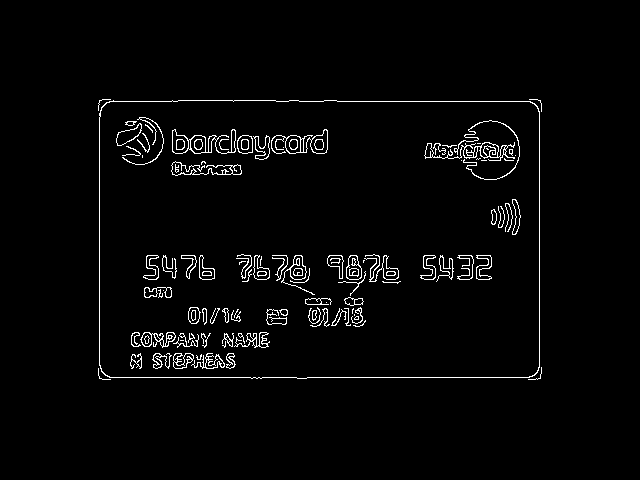 barclaycard
Business
MasterCard
5476 7678 9876 5432
01/14 01/18
COMPANY NAME
M STEPHENS